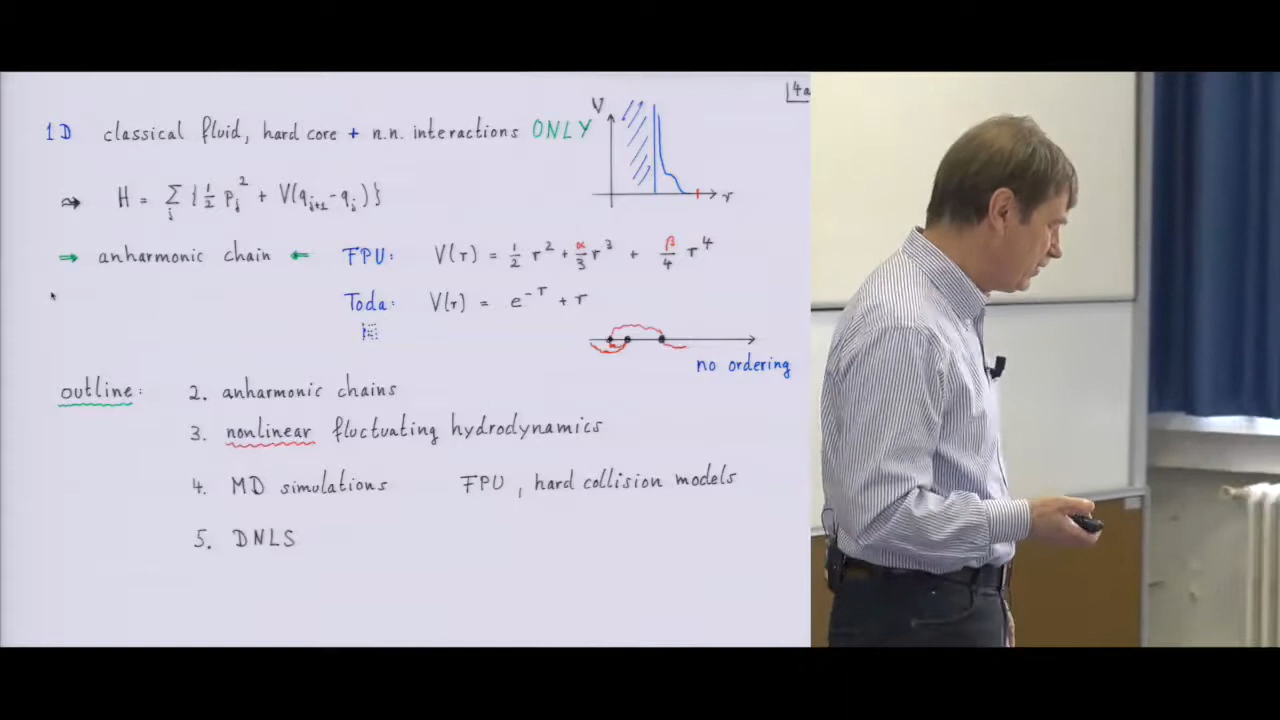 4a
1D classical fluid, hard core + n.n. interactions ONLY
V
r
⇝ H = Σ_j {½ p_j² + V(q_{j+1} - q_j)}
⇒ anharmonic chain ⇐ FPU: V(r) = ½ r² + α/3 r³ + β/4 r⁴
Toda: V(r) = e^{-r} + r
no ordering
outline: 2. anharmonic chains
3. nonlinear fluctuating hydrodynamics
4. MD simulations FPU, hard collision models
5. DNLS